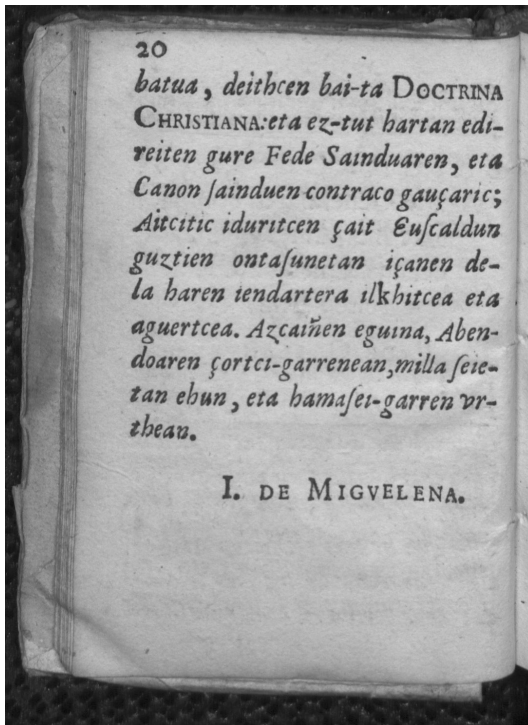 20
batua, deithcen bai-ta DOCTRINA
CHRISTIANA: eta ez-tut hartan edi-
reiten gure Fede Sainduaren, eta
Canon ſainduen contraco gauçaric;
Aitcitic iduritcen çait Euſcaldun
guztien ontaſunetan içanen de-
la haren iendartera ilkhitcea eta
aguertcea. Azcaiñen eguina, Aben-
doaren çortci-garrenean, milla ſeie-
tan ehun, eta hamaſei-garren vr-
thean.
I. DE MIGVELENA.